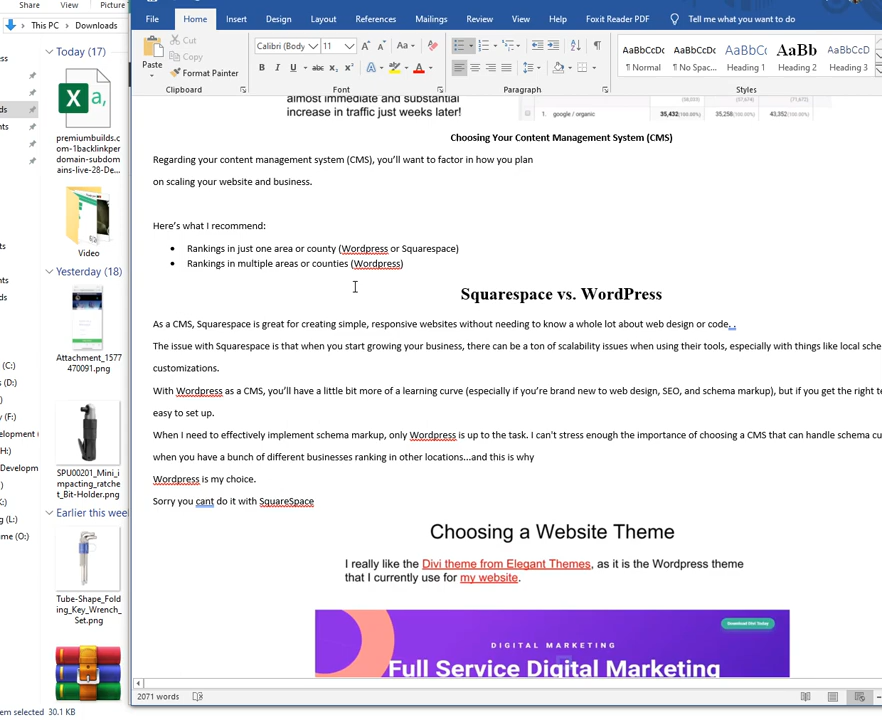 Share View Picture
File Home Insert Design Layout References Mailings Review View Help Foxit Reader PDF Tell me what you want to do
This PC Downloads
Cut
Copy
Format Painter
Paste
Calibri (Body 11
AaBbCcDc AaBbCcDc AaBbCc AaBb AaBbCcD
¶ Normal ¶ No Spac... Heading 1 Heading 2 Heading 3
Clipboard Font Paragraph Styles
Today (17)
premiumbuilds.c
om-1backlinkper
domain-subdom
ains-live-28-De...
Video
Yesterday (18)
Attachment_1577
470091.png
SPU00201_Mini_i
mpacting_ratche
t_Bit-Holder.png
Earlier this week
Tube-Shape_Fold
ing_Key_Wrench_
Set.png
(C:)
(D:)
(F:)
elopment
H:)
Developm
K:)
g (L:)
ime (O:)
em selected 30.1 KB
almost immediate and substantial
increase in traffic just weeks later!
1. google / organic 35,432(100.00%) 35,258(100.00%) 43,352(100.00%)
Choosing Your Content Management System (CMS)
Regarding your content management system (CMS), you'll want to factor in how you plan
on scaling your website and business.
Here's what I recommend:
• Rankings in just one area or county (Wordpress or Squarespace)
• Rankings in multiple areas or counties (Wordpress)
Squarespace vs. WordPress
As a CMS, Squarespace is great for creating simple, responsive websites without needing to know a whole lot about web design or code. .
The issue with Squarespace is that when you start growing your business, there can be a ton of scalability issues when using their tools, especially with things like local sche
customizations.
With Wordpress as a CMS, you'll have a little bit more of a learning curve (especially if you're brand new to web design, SEO, and schema markup), but if you get the right te
easy to set up.
When I need to effectively implement schema markup, only Wordpress is up to the task. I can't stress enough the importance of choosing a CMS that can handle schema cu
when you have a bunch of different businesses ranking in other locations...and this is why
Wordpress is my choice.
Sorry you cant do it with SquareSpace
Choosing a Website Theme
I really like the Divi theme from Elegant Themes, as it is the Wordpress theme
that I currently use for my website.
Download Divi Today
DIGITAL MARKETING
Full Service Digital Marketing
2071 words